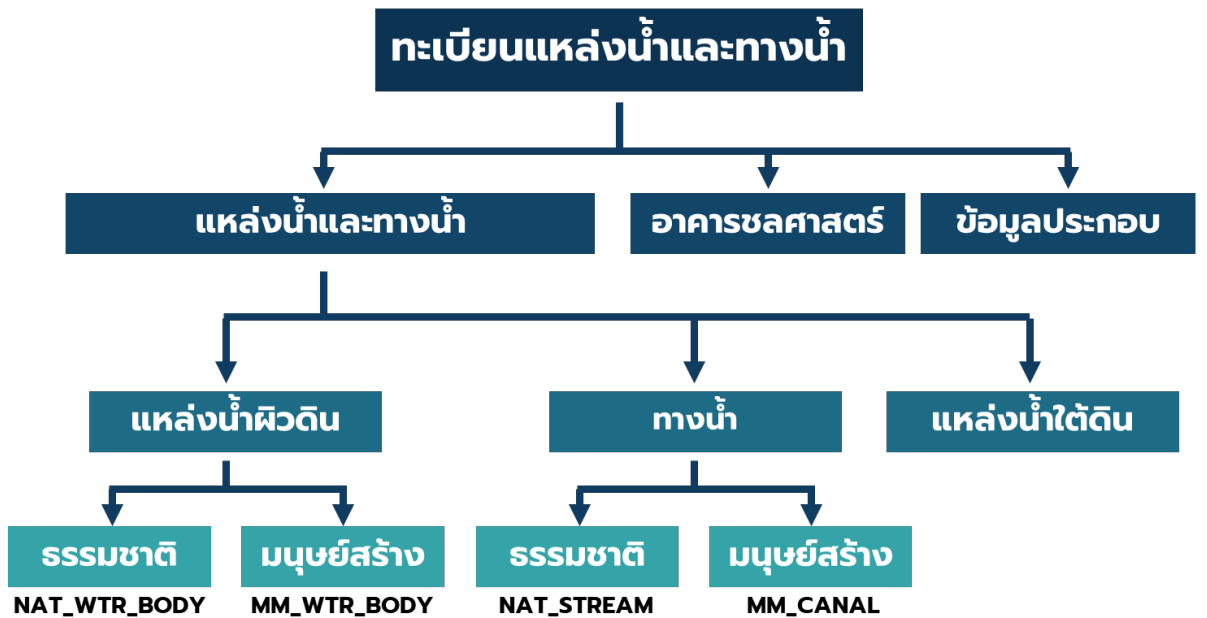 ทะเบียนแหล่งน้ำและทางน้ำ
แหล่งน้ำและทางน้ำ
อาคารชลศาสตร์
ข้อมูลประกอบ
แหล่งน้ำผิวดิน
ทางน้ำ
แหล่งน้ำใต้ดิน
ธรรมชาติ
มนุษย์สร้าง
ธรรมชาติ
มนุษย์สร้าง
NAT_WTR_BODY
MM_WTR_BODY
NAT_STREAM
MM_CANAL